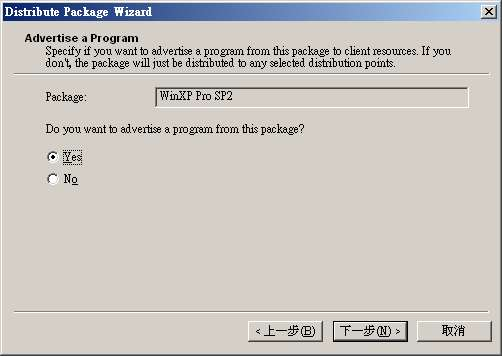 Distribute Package Wizard
Advertise a Program
Specify if you want to advertise a program from this package to client resources. If you
don't, the package will just be distributed to any selected distribution points.
Package: WinXP Pro SP2
Do you want to advertise a program from this package?
Yes
No
< 上一步(B) 下一步(N) > 取消